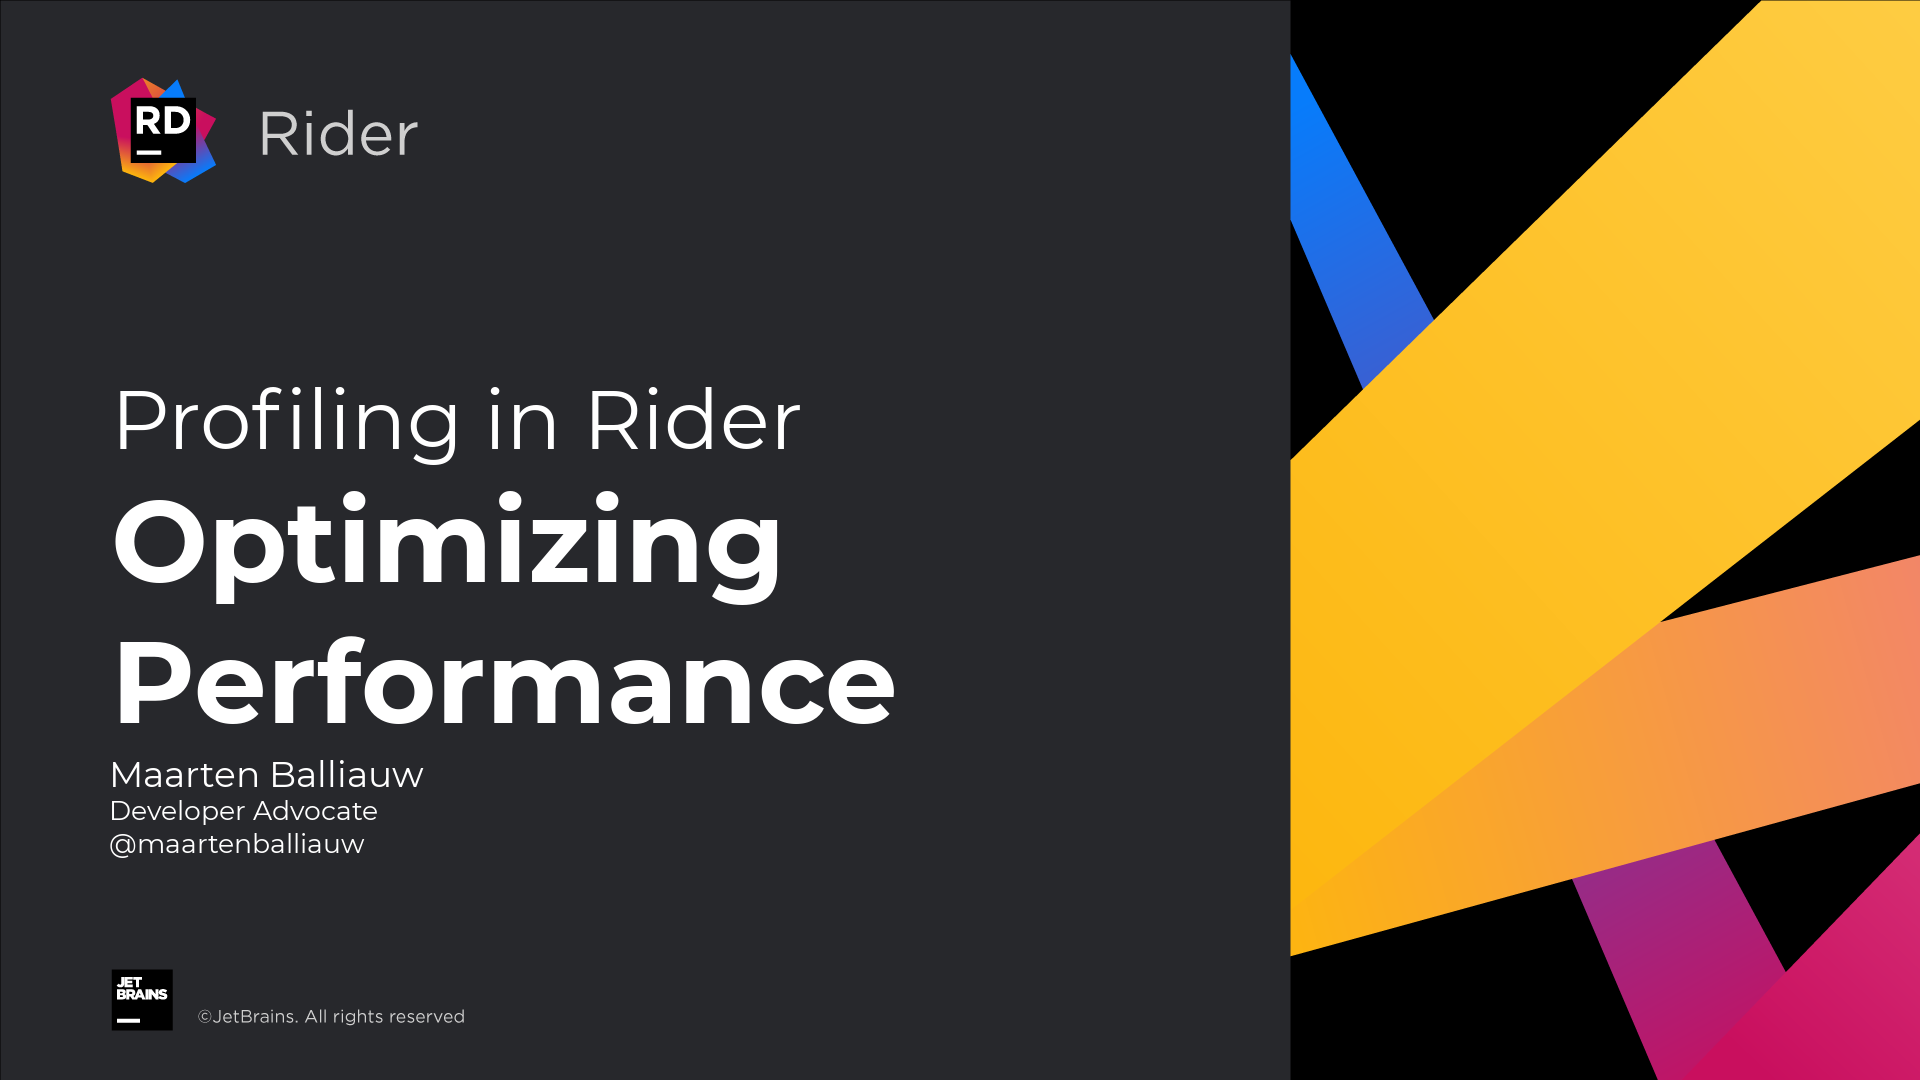 RD
Rider
Profiling in Rider
Optimizing
Performance
Maarten Balliauw
Developer Advocate
@maartenballiauw
JET
BRAINS
©JetBrains. All rights reserved